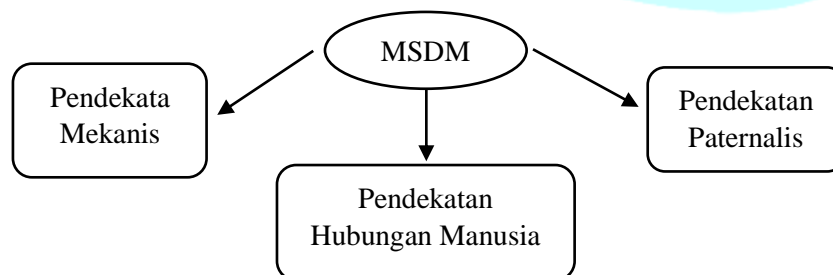 MSDM
Pendekata
Mekanis
Pendekatan
Hubungan Manusia
Pendekatan
Paternalis